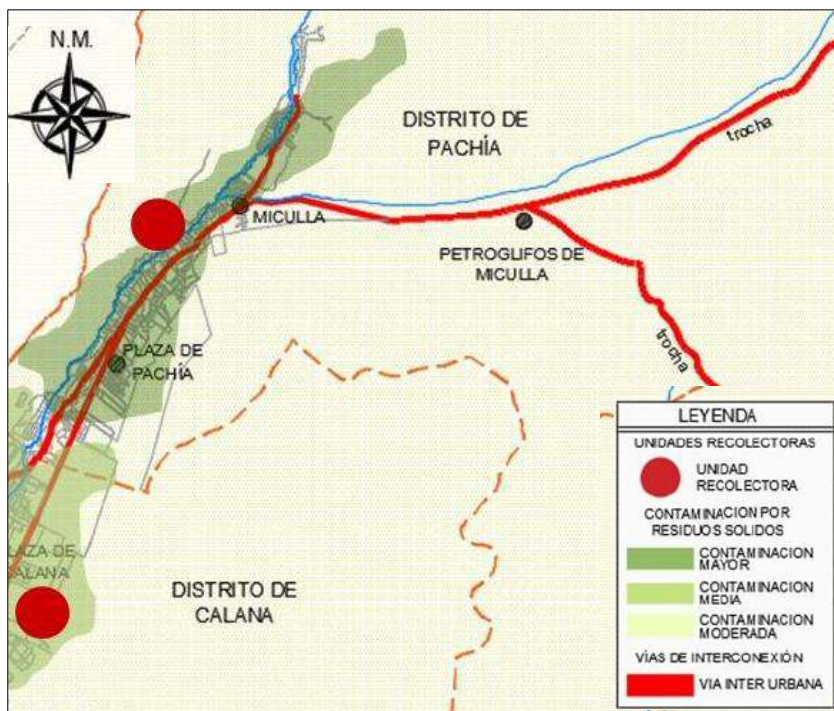 N.M.
DISTRITO DE
PACHÍA
trocha
MICULLA
PETROGLIFOS DE
MICULLA
trocha
PLAZA DE
PACHÍA
PLAZA DE
CALANA
DISTRITO DE
CALANA
LEYENDA
UNIDADES RECOLECTORAS
UNIDAD
RECOLECTORA
CONTAMINACION POR
RESIDUOS SOLIDOS
CONTAMINACION
MAYOR
CONTAMINACION
MEDIA
CONTAMINACION
MODERADA
VÍAS DE INTERCONEXIÓN
VIA INTER URBANA